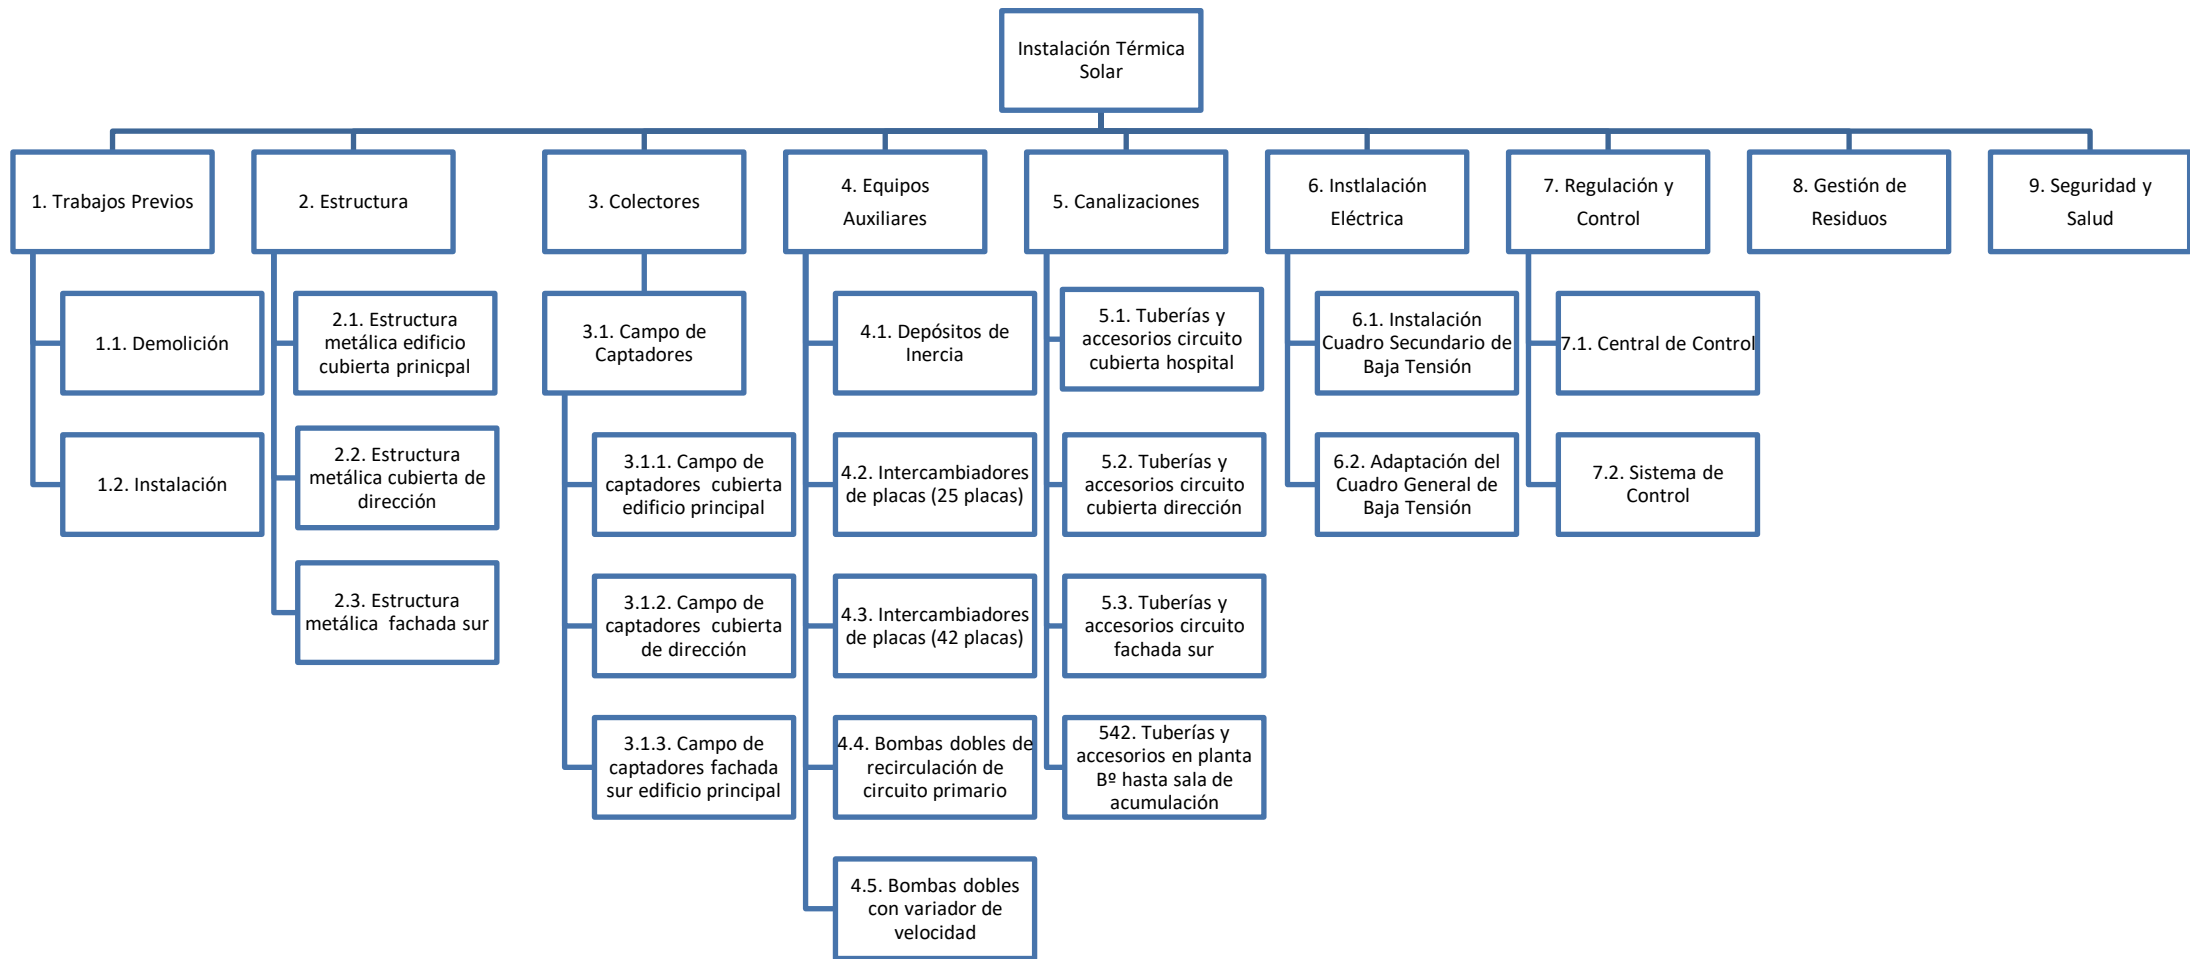 Instalación Térmica
Solar
1. Trabajos Previos
2. Estructura
3. Colectores
4. Equipos
Auxiliares
5. Canalizaciones
6. Instlalación
Eléctrica
7. Regulación y
Control
8. Gestión de
Residuos
9. Seguridad y
Salud
1.1. Demolición
1.2. Instalación
2.1. Estructura
metálica edificio
cubierta prinicpal
2.2. Estructura
metálica cubierta de
dirección
2.3. Estructura
metálica fachada sur
3.1. Campo de
Captadores
3.1.1. Campo de
captadores cubierta
edificio principal
3.1.2. Campo de
captadores cubierta
de dirección
3.1.3. Campo de
captadores fachada
sur edificio principal
4.1. Depósitos de
Inercia
4.2. Intercambiadores
de placas (25 placas)
4.3. Intercambiadores
de placas (42 placas)
4.4. Bombas dobles de
recirculación de
circuito primario
4.5. Bombas dobles
con variador de
velocidad
5.1. Tuberías y
accesorios circuito
cubierta hospital
5.2. Tuberías y
accesorios circuito
cubierta dirección
5.3. Tuberías y
accesorios circuito
fachada sur
542. Tuberías y
accesorios en planta
Bº hasta sala de
acumulación
6.1. Instalación
Cuadro Secundario de
Baja Tensión
6.2. Adaptación del
Cuadro General de
Baja Tensión
7.1. Central de Control
7.2. Sistema de
Control